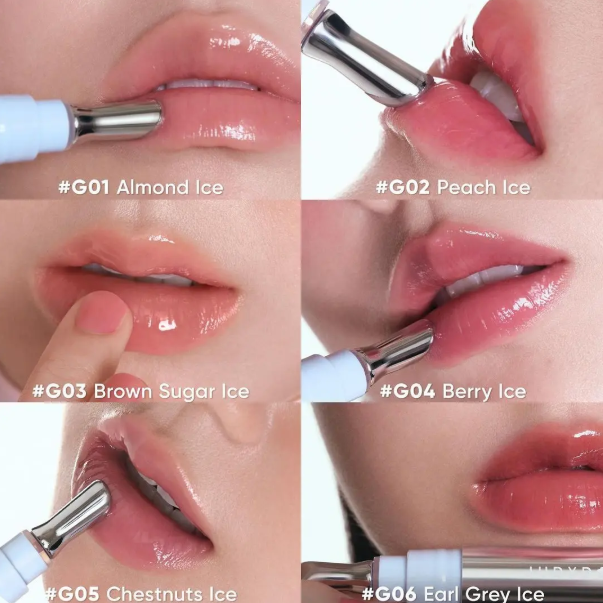 #G01 Almond Ice
#G02 Peach Ice
#G03 Brown Sugar Ice
#G04 Berry Ice
#G05 Chestnuts Ice
#G06 Earl Grey Ice